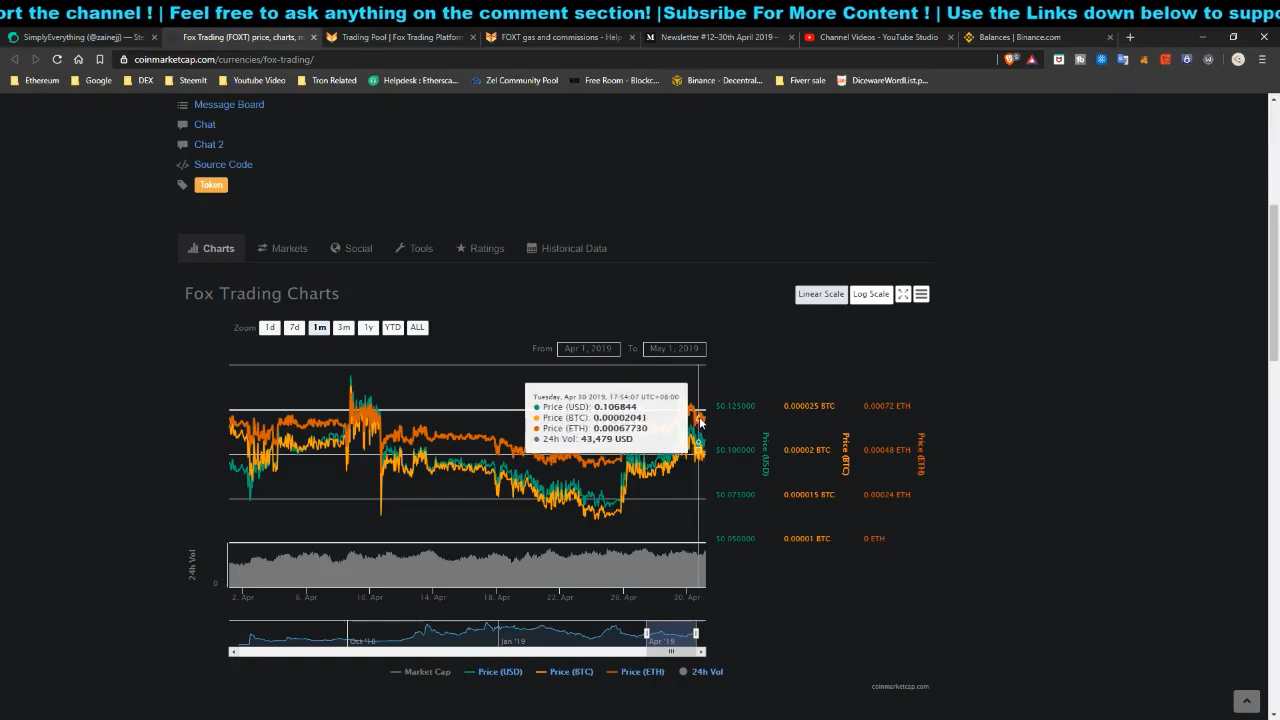 ort the channel ! | Feel free to ask anything on the comment section! |Subsribe For More Content ! | Use the Links down below to suppo
SimplyEverything (@zainejj) — Ste
Fox Trading (FOXT) price, charts, m
Trading Pool | Fox Trading Platform
FOXT gas and commissions – Help
Newsletter #12–30th April 2019 –
Channel Videos - YouTube Studio
Balances | Binance.com
coinmarketcap.com/currencies/fox-trading/
Ethereum
Google
DEX
SteemIt
Youtube Video
Tron Related
Helpdesk : Ethersca...
Zel Community Pool
Free Room - Blockc...
Binance - Decentral...
Fiverr sale
DicewareWordList.p...
Message Board
Chat
Chat 2
Source Code
Token
Charts
Markets
Social
Tools
Ratings
Historical Data
Fox Trading Charts
Linear Scale
Log Scale
Zoom 1d 7d 1m 3m 1y YTD ALL
From Apr 1, 2019 To May 1, 2019
Tuesday, Apr 30 2019, 17:54:07 UTC+08:00
Price (USD): 0.106844
Price (BTC): 0.00002041
Price (ETH): 0.00067730
24h Vol: 43,479 USD
$0.125000 0.000025 BTC 0.00072 ETH
$0.100000 0.00002 BTC 0.00048 ETH
$0.075000 0.000015 BTC 0.00024 ETH
$0.050000 0.00001 BTC 0 ETH
Price (USD)
Price (BTC)
Price (ETH)
24h Vol
0
2. Apr 6. Apr 10. Apr 14. Apr 18. Apr 22. Apr 26. Apr 30. Apr
Oct '18 Jan '19 Apr '19
Market Cap Price (USD) Price (BTC) Price (ETH) 24h Vol
coinmarketcap.com